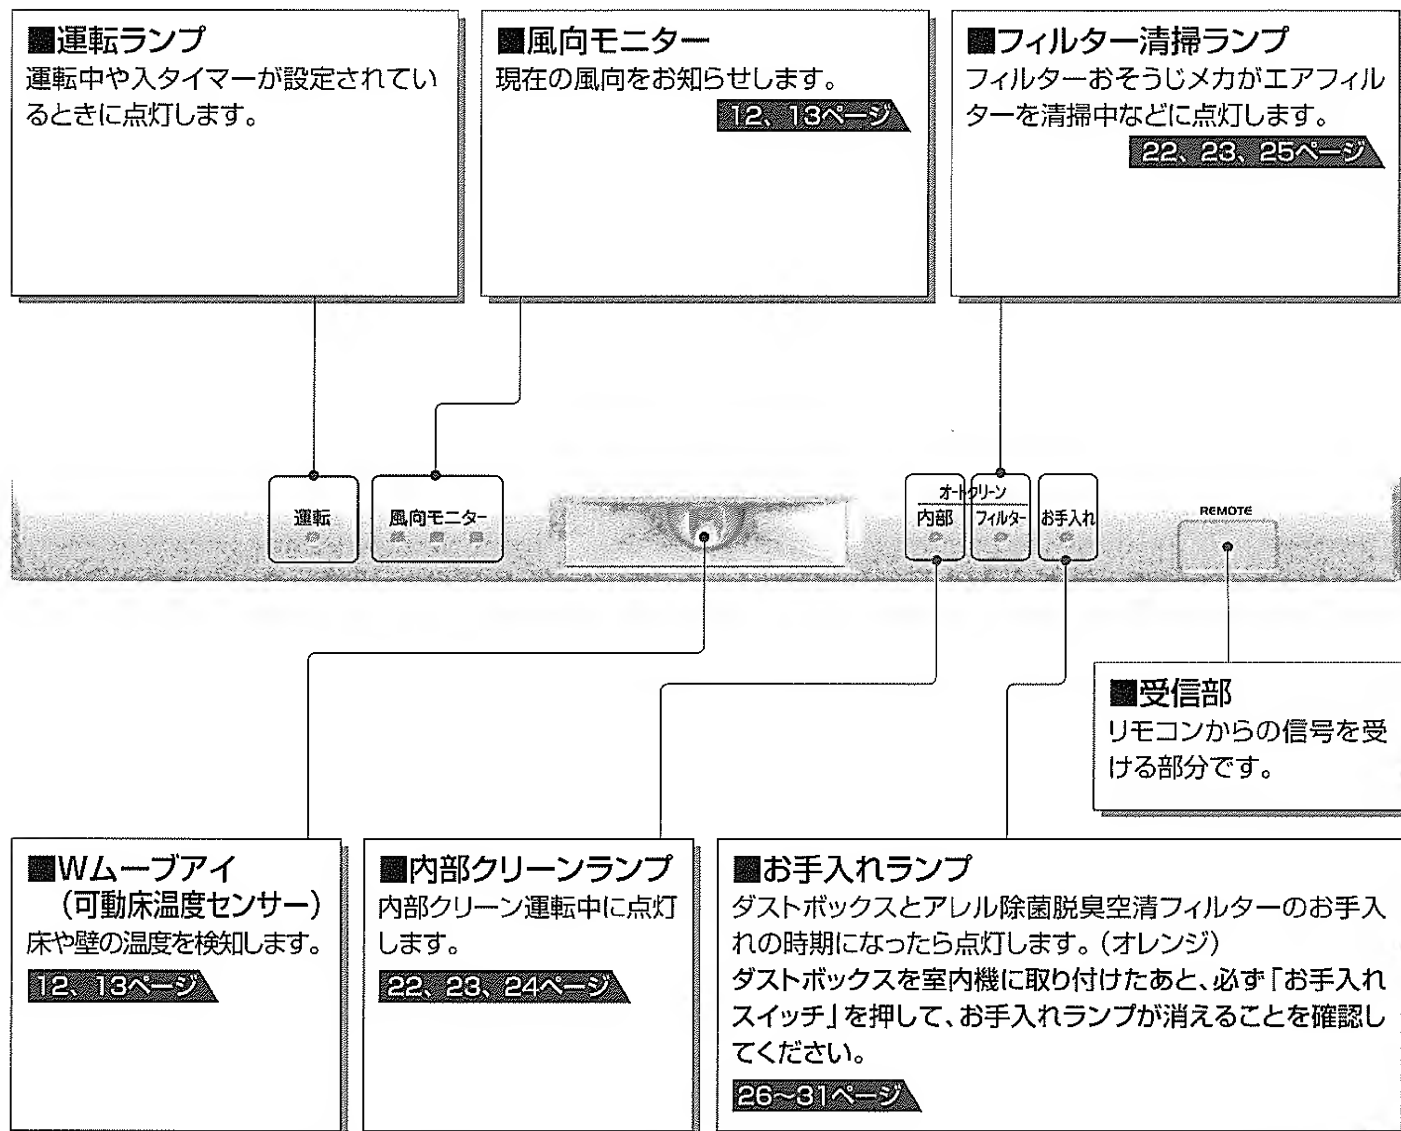 ■運転ランプ
運転中や入タイマーが設定されてい
るときに点灯します。
■風向モニター
現在の風向をお知らせします。
12、13ページ
■フィルター清掃ランプ
フィルターおそうじメカがエアフィル
ターを清掃中などに点灯します。
22、23、25ページ
運転
風向モニター
オートクリーン
内部
フィルター
お手入れ
REMOTE
■受信部
リモコンからの信号を受
ける部分です。
■Wムーブアイ
（可動床温度センサー）
床や壁の温度を検知します。
12、13ページ
■内部クリーンランプ
内部クリーン運転中に点灯
します。
22、23、24ページ
■お手入れランプ
ダストボックスとアレル除菌脱臭空清フィルターのお手入
れの時期になったら点灯します。（オレンジ）
ダストボックスを室内機に取り付けたあと、必ず「お手入れ
スイッチ」を押して、お手入れランプが消えることを確認し
てください。
26～31ページ